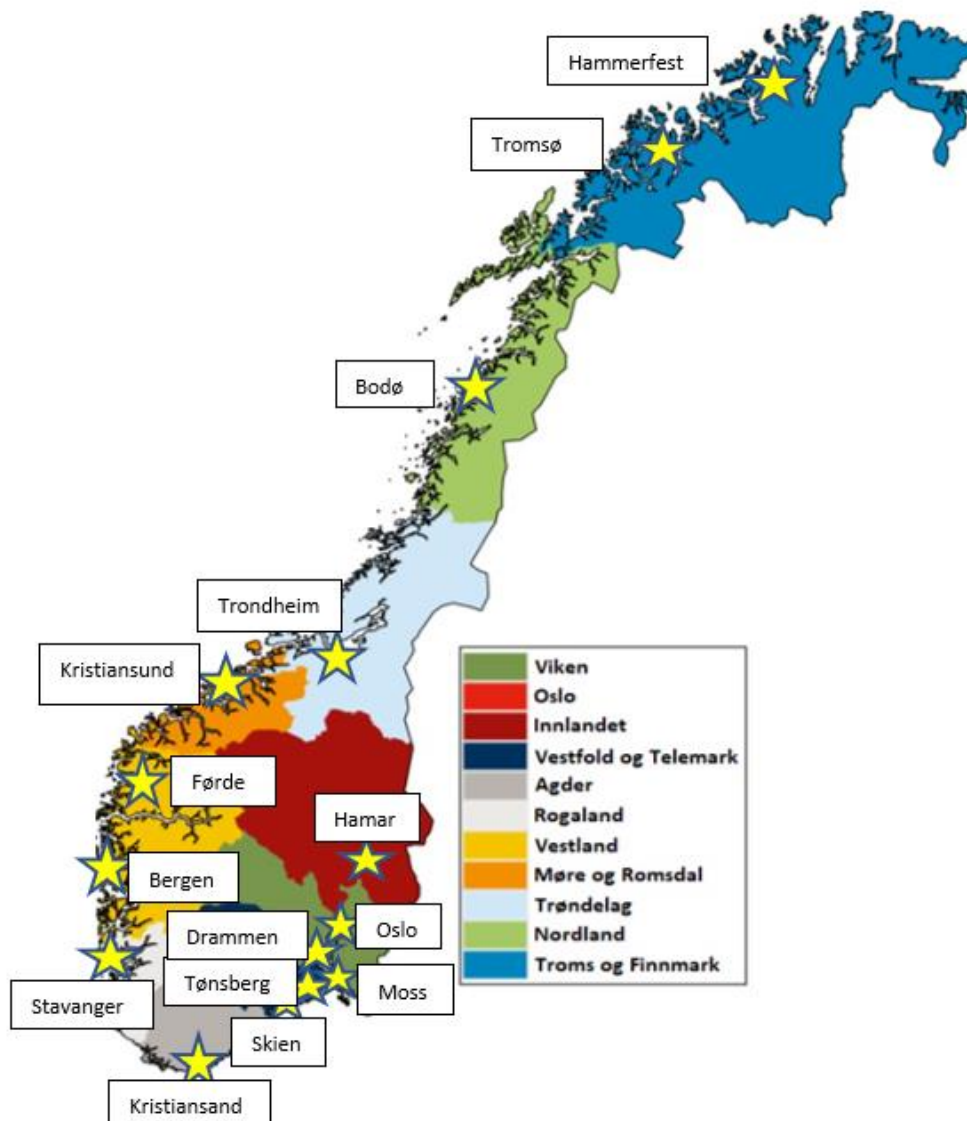 Hammerfest
Tromsø
Bodø
Trondheim
Kristiansund
Førde
Hamar
Bergen
Oslo
Drammen
Tønsberg
Moss
Stavanger
Skien
Kristiansand
Viken
Oslo
Innlandet
Vestfold og Telemark
Agder
Rogaland
Vestland
Møre og Romsdal
Trøndelag
Nordland
Troms og Finnmark